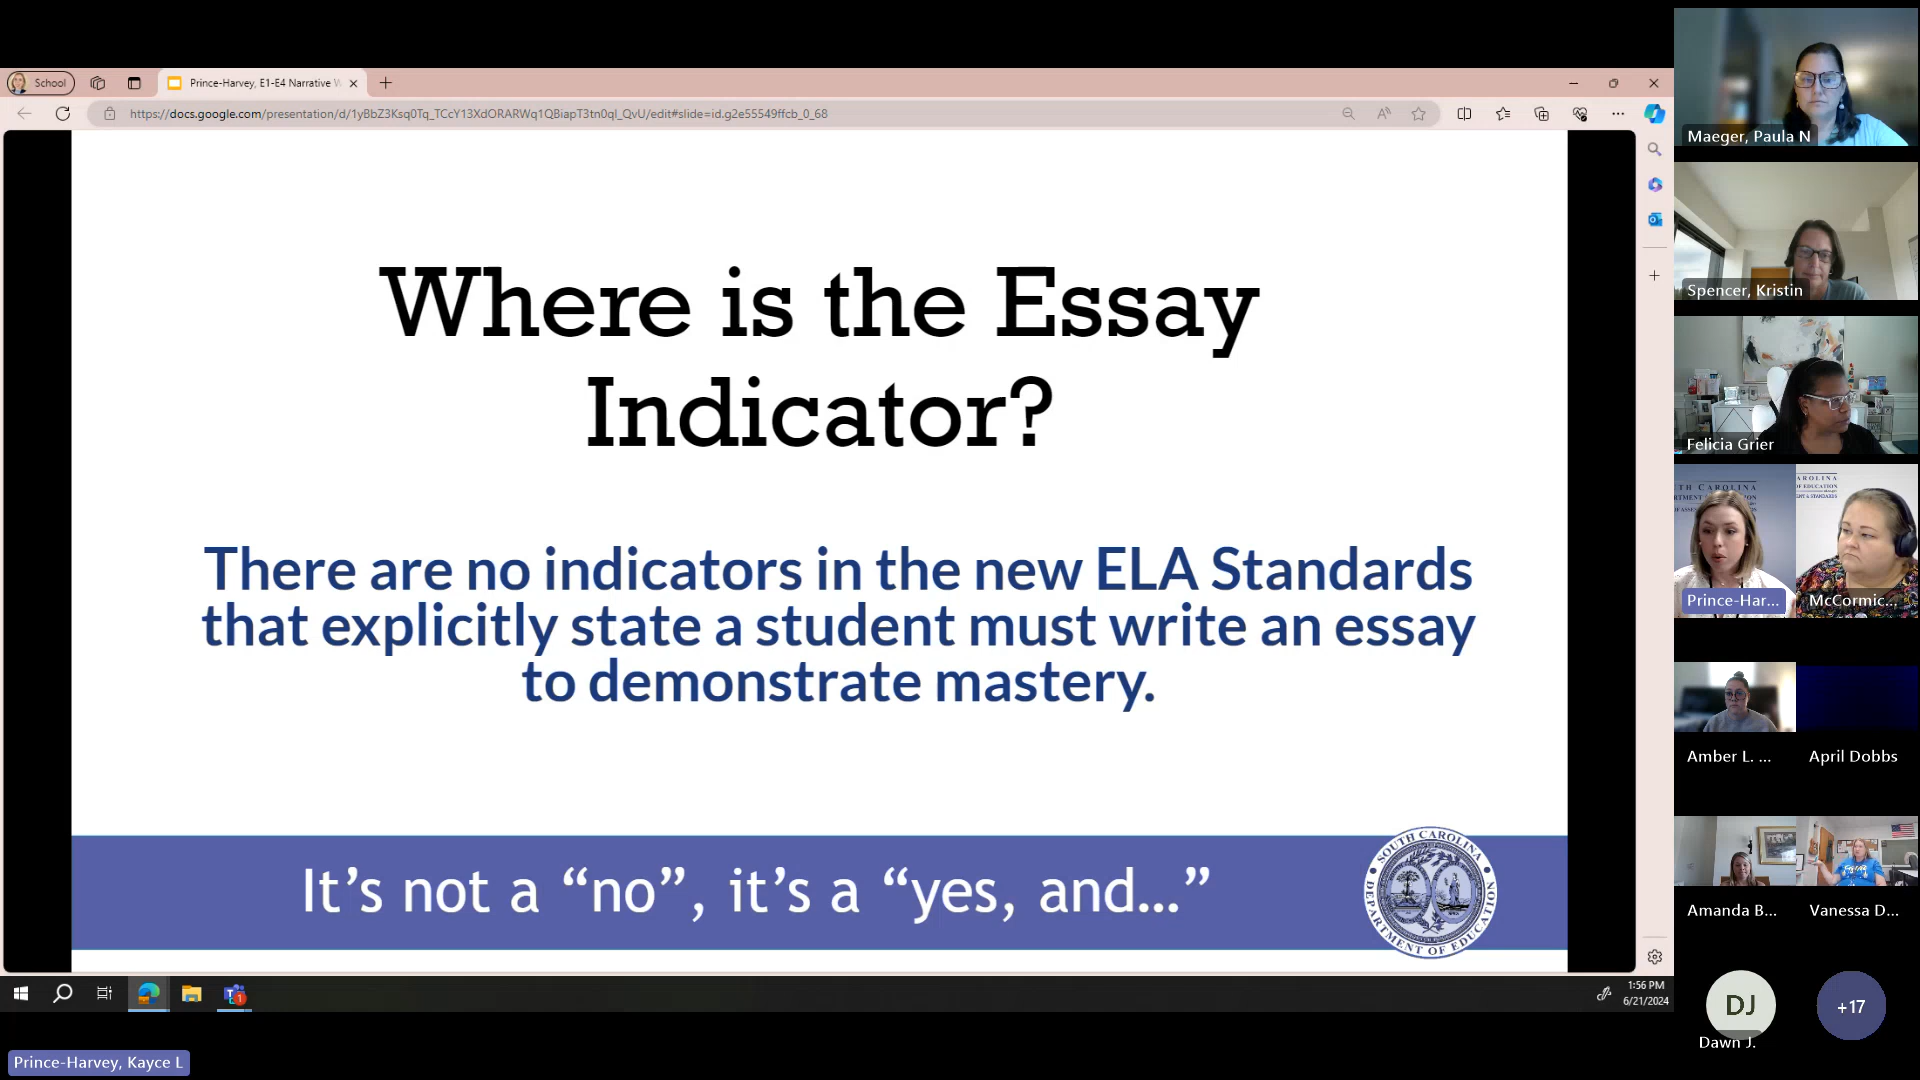 School
Prince-Harvey, E1-E4 Narrative W
https://docs.google.com/presentation/d/1yBbZ3Ksq0Tq_TCcY13XdORARWq1QBiapT3tn0ql_QvU/edit#slide=id.g2e55549ffcb_0_68
Where is the Essay
Indicator?
There are no indicators in the new ELA Standards
that explicitly state a student must write an essay
to demonstrate mastery.
It's not a “no”, it's a “yes, and...”
SOUTH CAROLINA
DEPARTMENT OF EDUCATION
1:56 PM
6/21/2024
Prince-Harvey, Kayce L
Maeger, Paula N
Spencer, Kristin
Felicia Grier
Prince-Har...
McCormic...
Amber L. ...
April Dobbs
Amanda B...
Vanessa D...
DJ
Dawn J.
+17